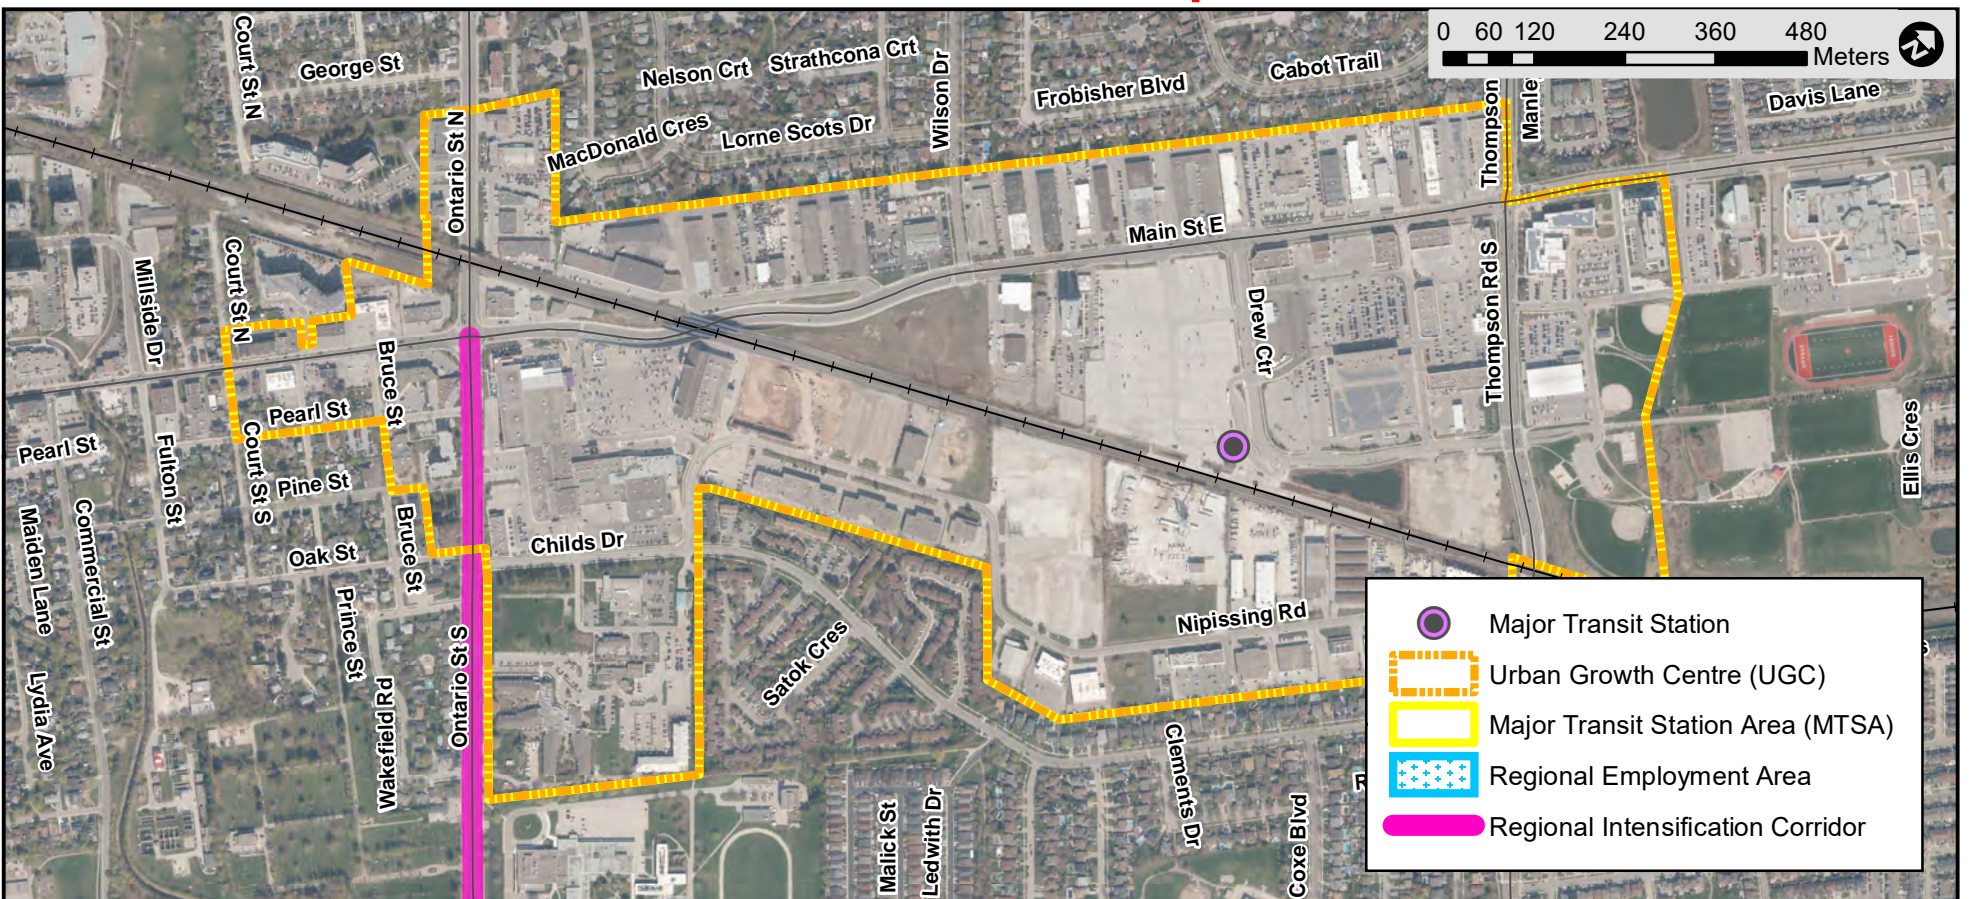 0 60 120 240 360 480
Meters
Court St N
George St
Nelson Crt
Strathcona Crt
Wilson Dr
Frobisher Blvd
Cabot Trail
Thompson
Manle
Davis Lane
Ontario St N
MacDonald Cres
Lorne Scots Dr
Main St E
Millside Dr
Court St N
Bruce St
Drew Ctr
Thompson Rd S
Pearl St
Pearl St
Fulton St
Court St S
Pine St
Ellis Cres
Maiden Lane
Commercial St
Oak St
Bruce St
Childs Dr
Prince St
Nipissing Rd
Satok Cres
Lydia Ave
Wakefield Rd
Ontario St S
Clements Dr
Malick St
Ledwith Dr
Coxe Blvd
Major Transit Station
Urban Growth Centre (UGC)
Major Transit Station Area (MTSA)
Regional Employment Area
Regional Intensification Corridor